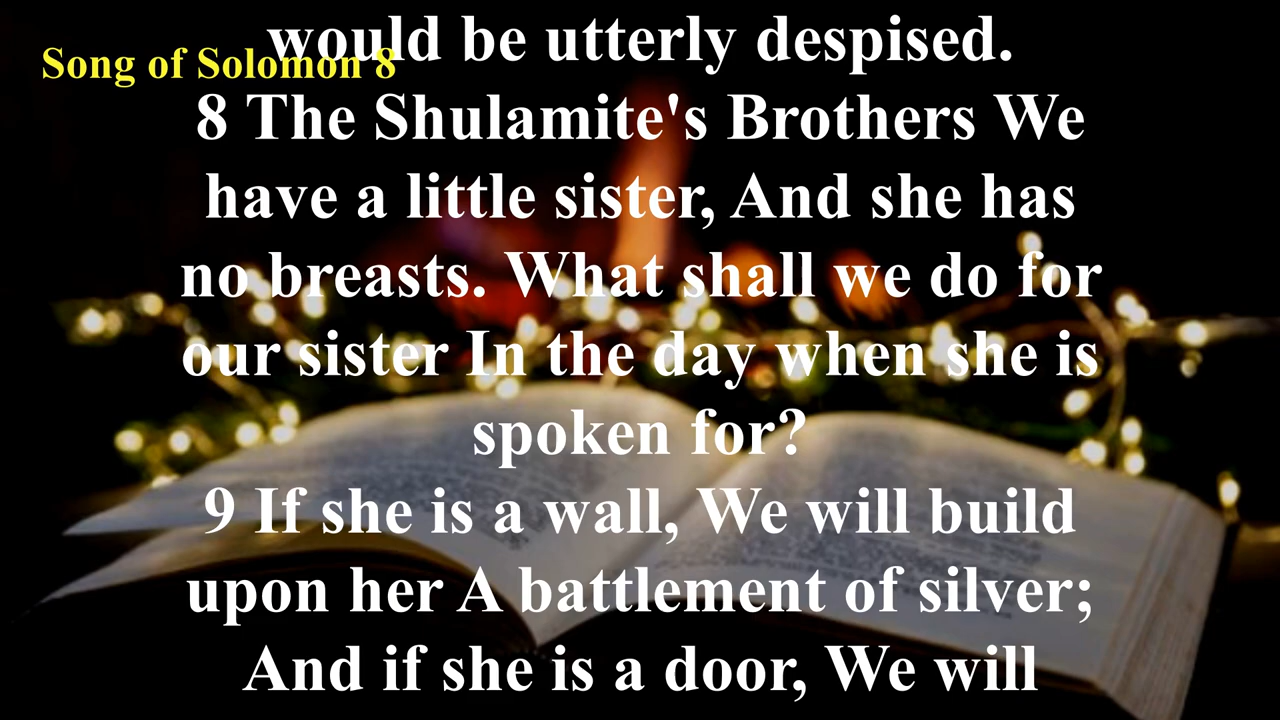 would be utterly despised.
Song of Solomon 8
8 The Shulamite's Brothers We
have a little sister, And she has
no breasts. What shall we do for
our sister In the day when she is
spoken for?
9 If she is a wall, We will build
upon her A battlement of silver;
And if she is a door, We will